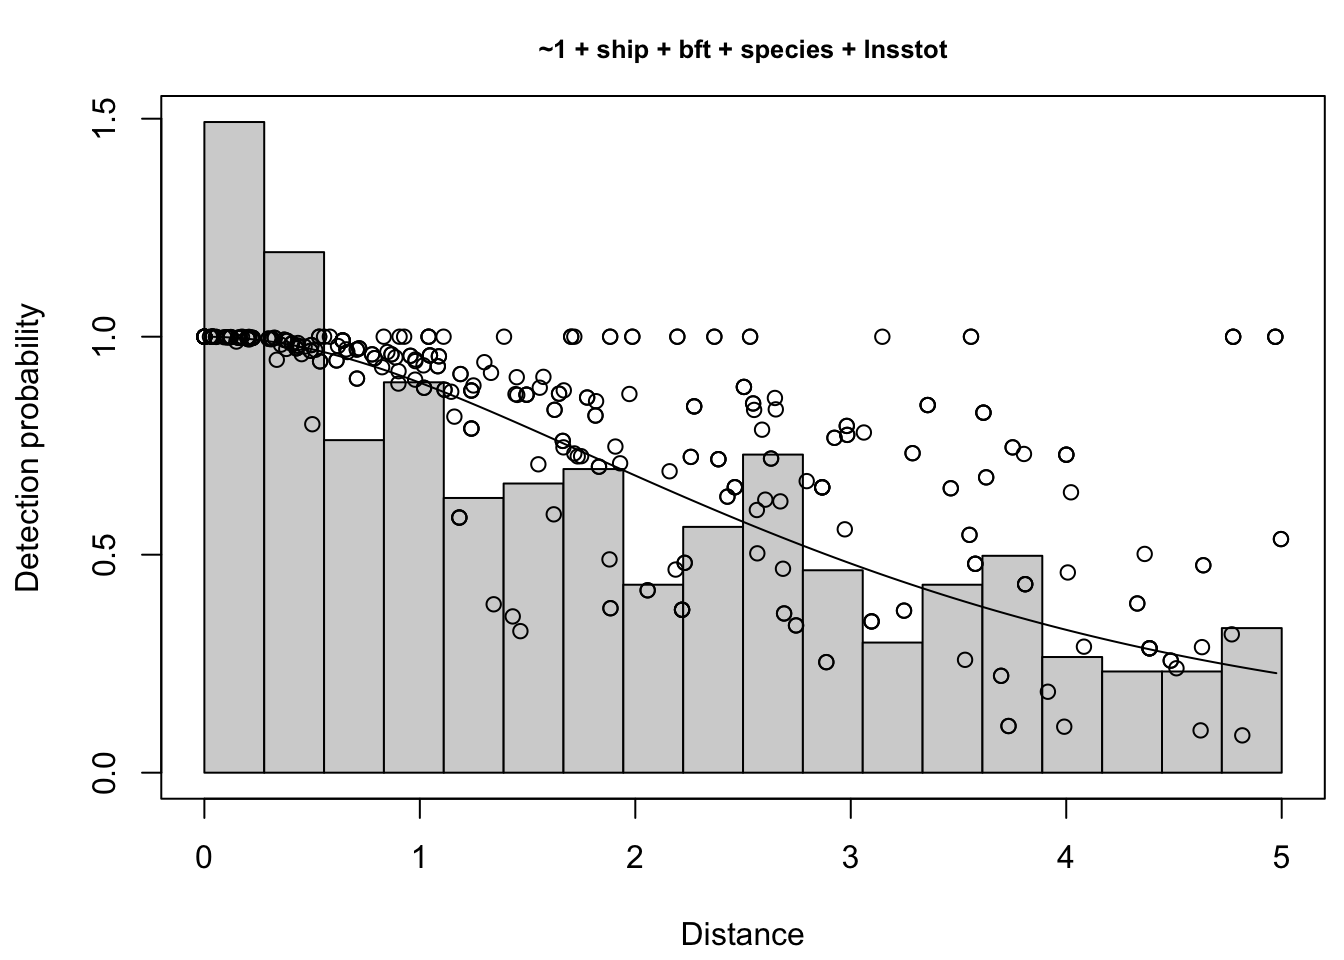 ~1 + ship + bft + species + lnsstot
Detection probability
1.5
1.0
0.5
0.0
0 1 2 3 4 5
Distance